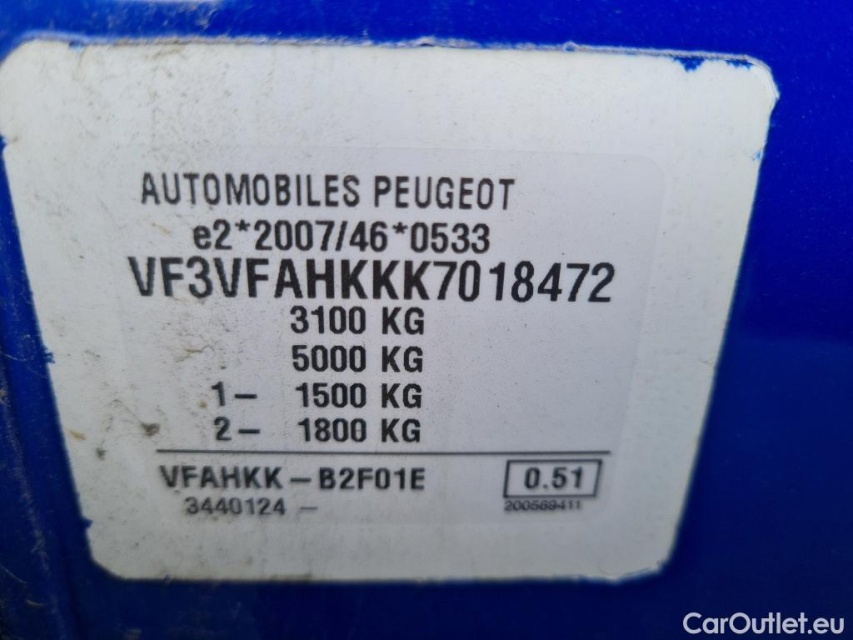 AUTOMOBILES PEUGEOT
e2*2007/46*0533
VF3VFAHKKK7018472
3100 KG
5000 KG
1- 1500 KG
2- 1800 KG
VFAHKK-B2F01E 0.51
3440124 - 200569411
CarOutlet.eu